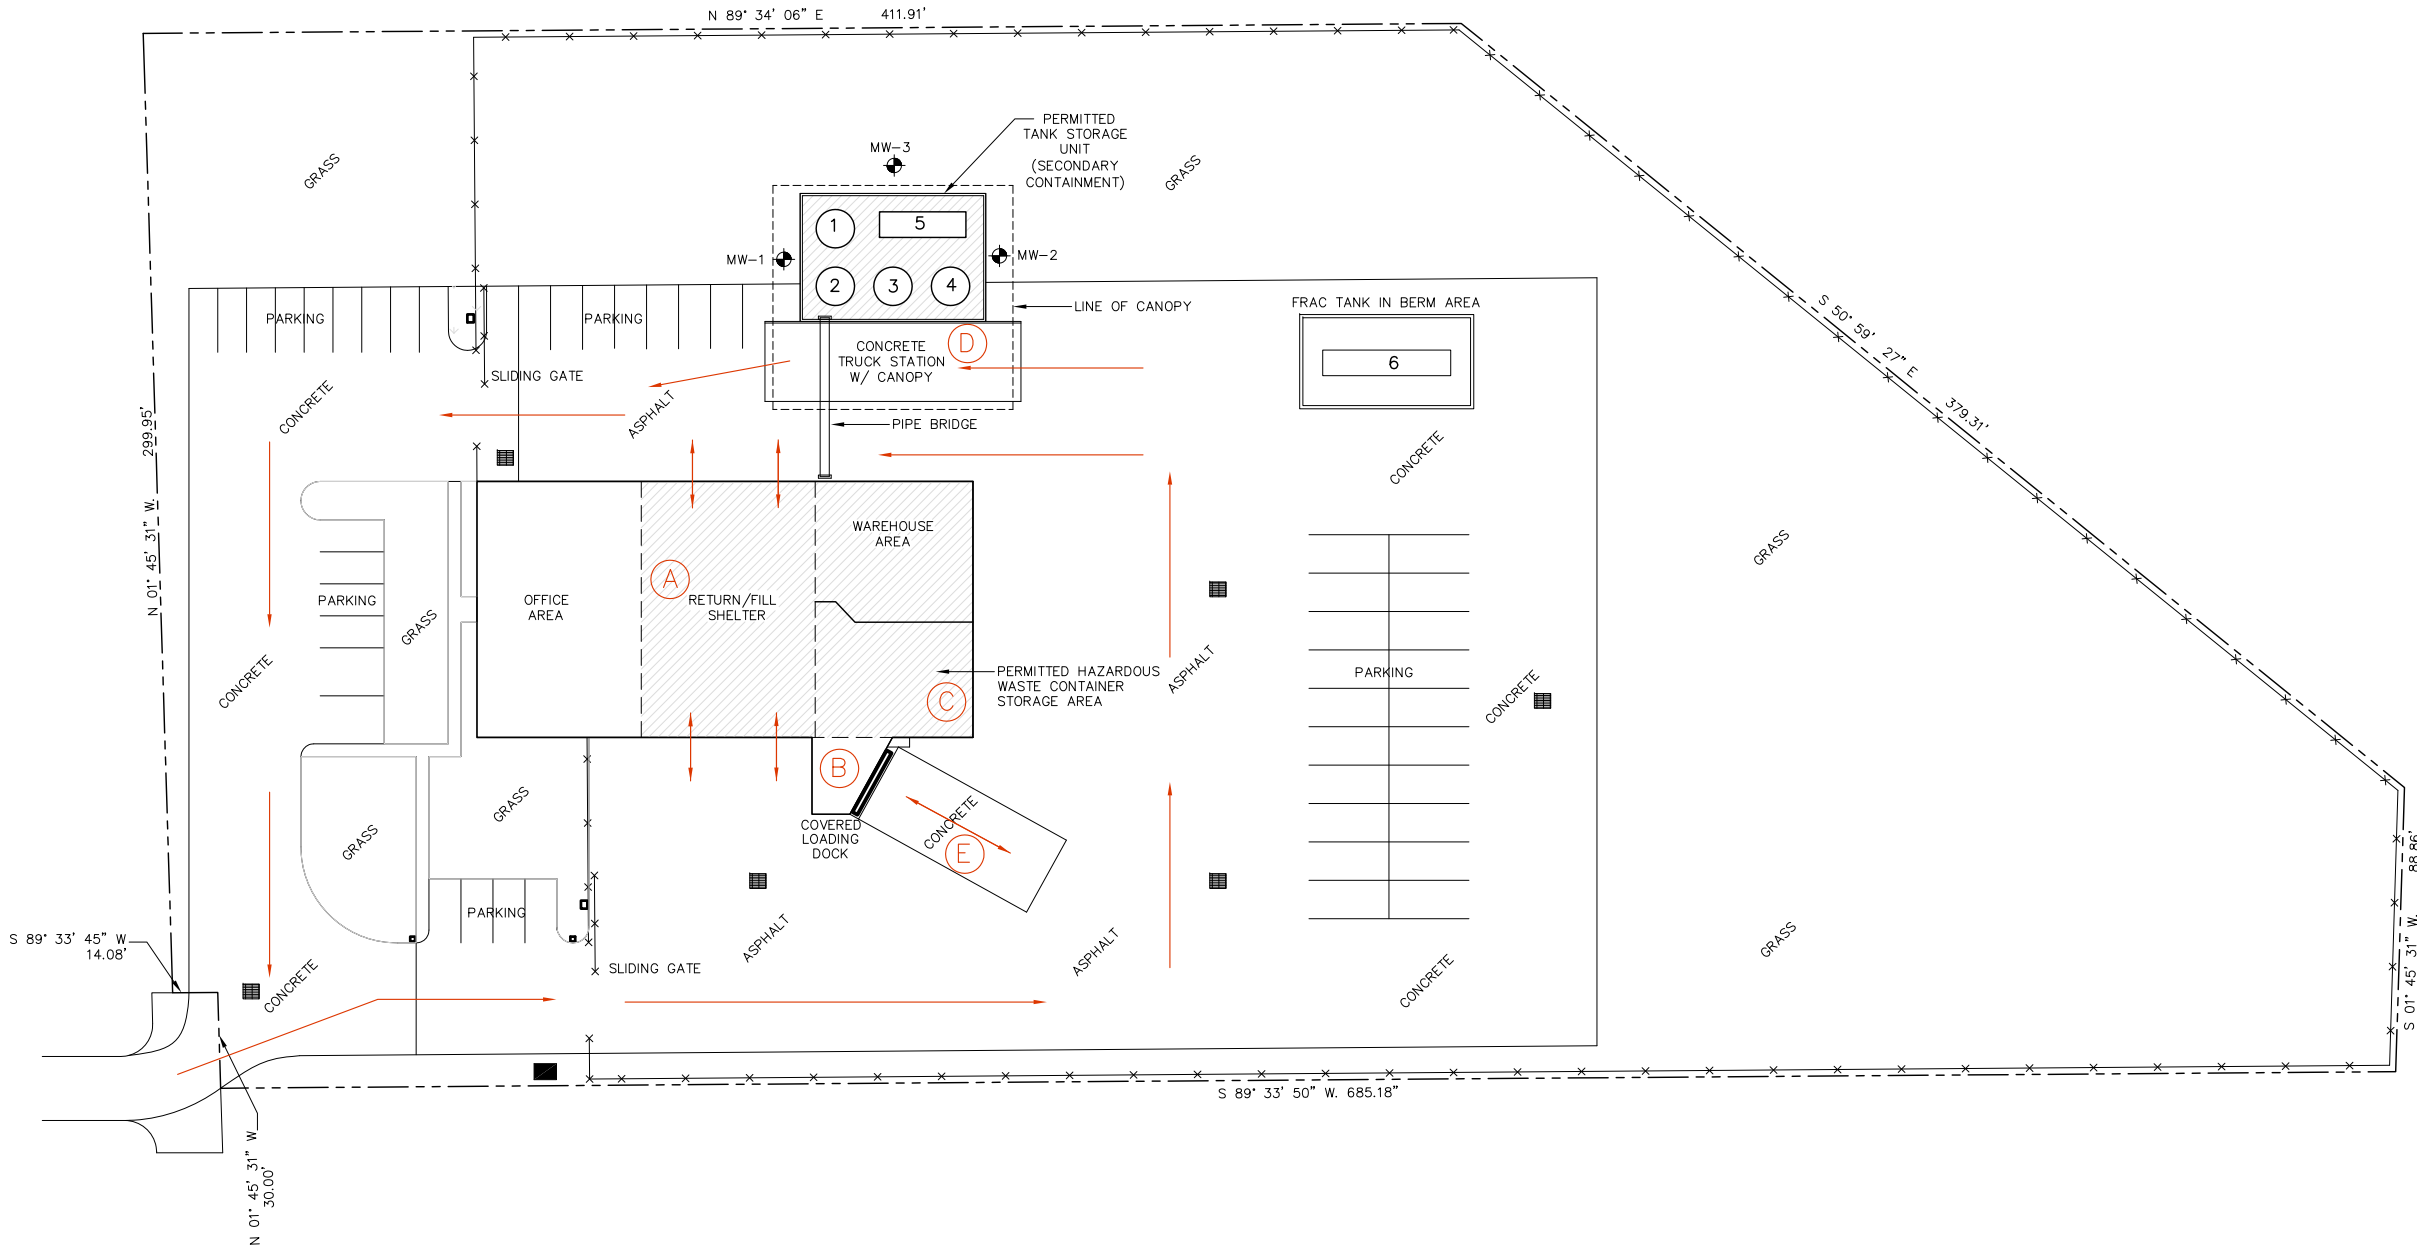 N 89° 34' 06" E 411.91'
PERMITTED
TANK STORAGE
UNIT
(SECONDARY
CONTAINMENT)
MW-3
GRASS
GRASS
1
5
MW-1
MW-2
2
3
4
LINE OF CANOPY
FRAC TANK IN BERM AREA
PARKING
PARKING
S 50° 59' 27" E
379.31'
CONCRETE
TRUCK STATION
W/ CANOPY
D
6
SLIDING GATE
CONCRETE
ASPHALT
PIPE BRIDGE
CONCRETE
299.95'
N 01° 45' 31" W.
WAREHOUSE
AREA
GRASS
A
OFFICE
AREA
RETURN/FILL
SHELTER
PARKING
GRASS
CONCRETE
PERMITTED HAZARDOUS
WASTE CONTAINER
STORAGE AREA
C
ASPHALT
PARKING
CONCRETE
B
GRASS
GRASS
COVERED
LOADING
DOCK
CONCRETE
E
88.86'
S 01° 45' 31" W.
PARKING
S 89° 33' 45" W
14.08'
ASPHALT
ASPHALT
GRASS
SLIDING GATE
CONCRETE
CONCRETE
S 89° 33' 50" W. 685.18"
N 01° 45' 31" W
30.00'